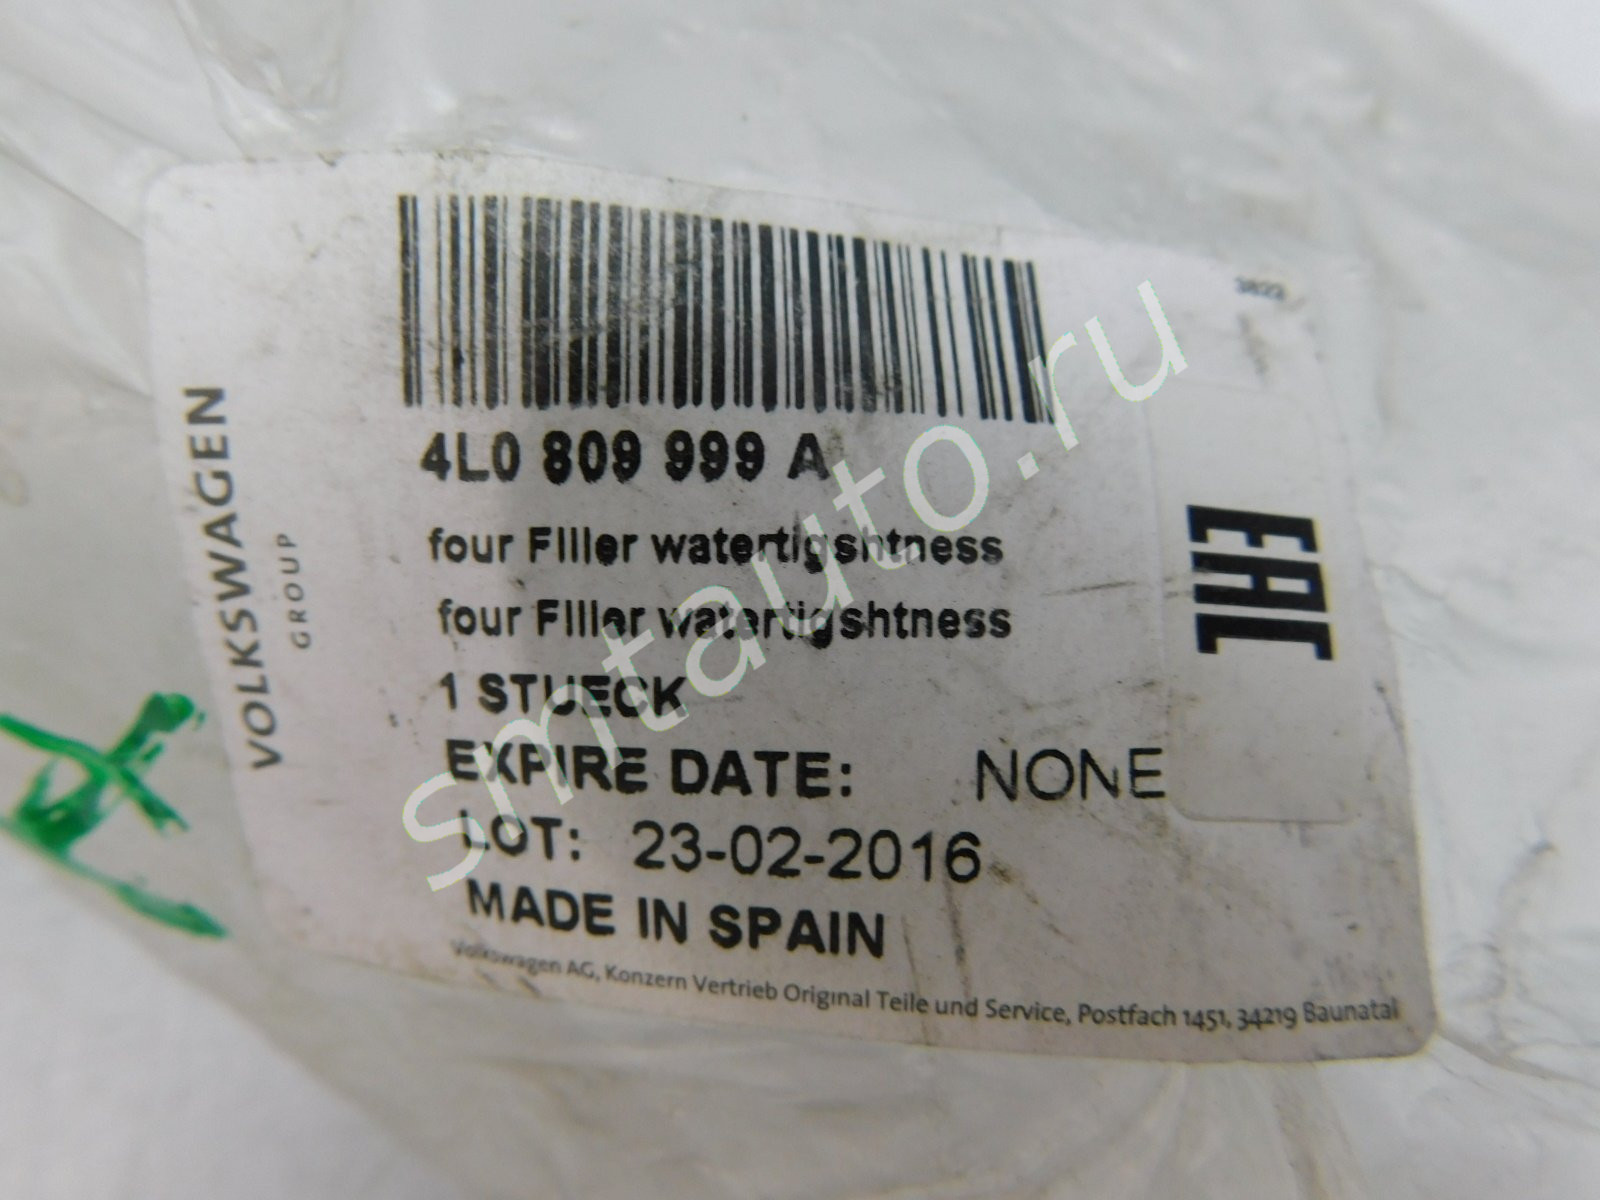 3822
VOLKSWAGEN
GROUP
4L0 809 999 A
four Filler watertigshtness
four Filler watertigshtness
1 STUECK
EXPIRE DATE: NONE
LOT: 23-02-2016
MADE IN SPAIN
Volkswagen AG, Konzern Vertrieb Original Teile und Service, Postfach 1451, 34219 Baunatal
EAC
smtauto.ru